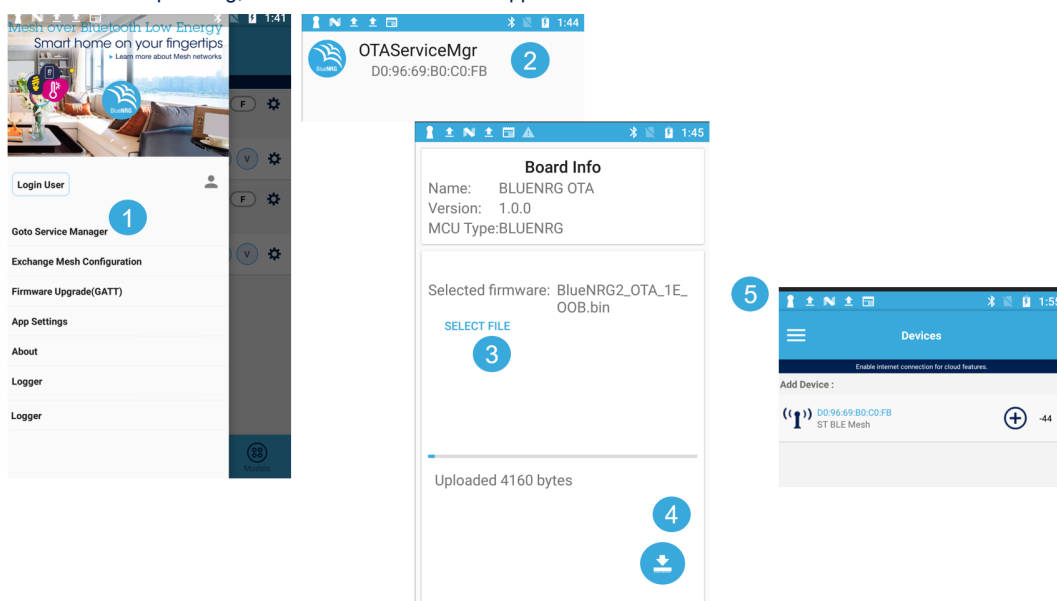 1:41
Mesh over Bluetooth Low Energy
Smart home on your fingertips
▸ Learn more about Mesh networks
BlueNRG
F
V
F
V
Login User
1
Goto Service Manager
Exchange Mesh Configuration
Firmware Upgrade(GATT)
App Settings
About
Logger
Logger
Models
1:44
OTAServiceMgr
BlueNRG
D0:96:69:B0:C0:FB
2
1:45
Board Info
Name: BLUENRG OTA
Version: 1.0.0
MCU Type:BLUENRG
Selected firmware: BlueNRG2_OTA_1E_
OOB.bin
SELECT FILE
3
Uploaded 4160 bytes
4
5
Devices
Enable internet connection for cloud features.
Add Device :
D0:96:69:B0:C0:FB
ST BLE Mesh
-44